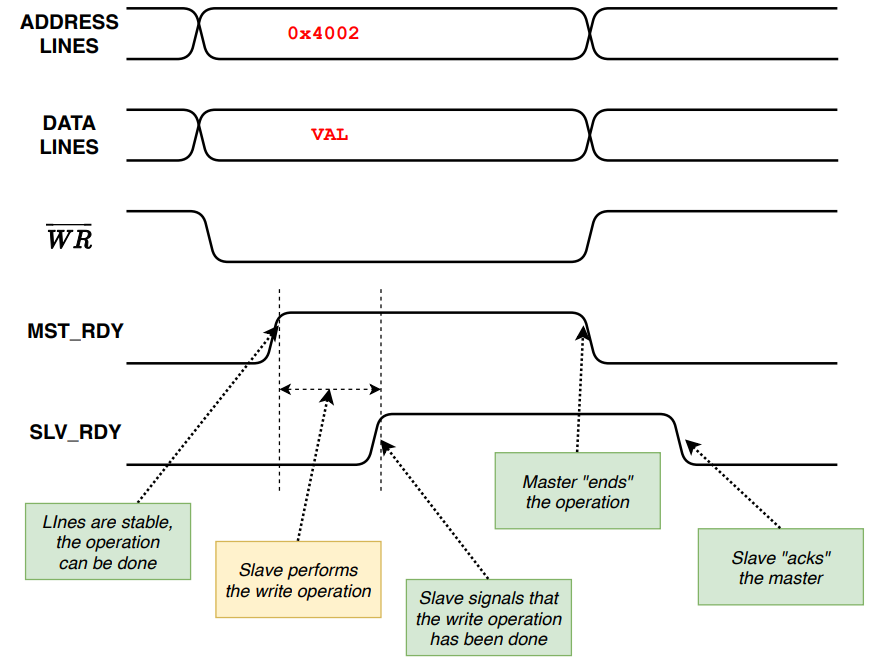 ADDRESS
LINES
0x4002
DATA
LINES
VAL
WR
MST_RDY
SLV_RDY
LInes are stable,
the operation
can be done
Slave performs
the write operation
Slave signals that
the write operation
has been done
Master "ends"
the operation
Slave "acks"
the master